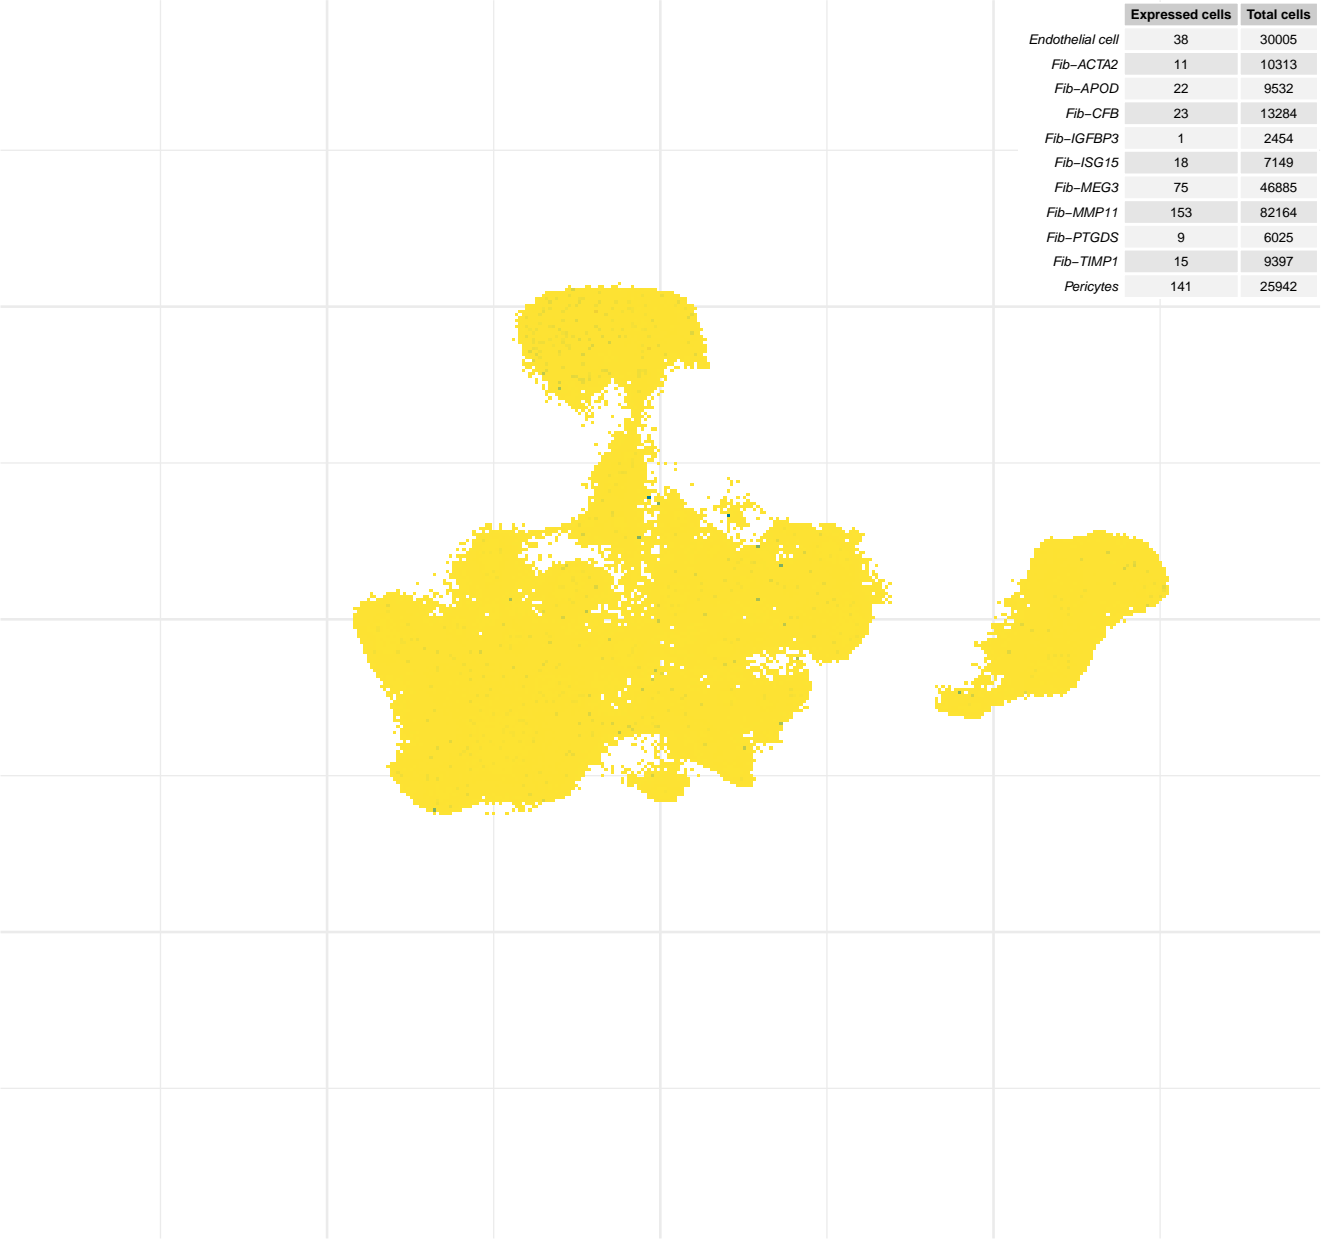 Expressed cells Total cells
Endothelial cell 38 30005
Fib−ACTA2 11 10313
Fib−APOD 22 9532
Fib−CFB 23 13284
Fib−IGFBP3 1 2454
Fib−ISG15 18 7149
Fib−MEG3 75 46885
Fib−MMP11 153 82164
Fib−PTGDS 9 6025
Fib−TIMP1 15 9397
Pericytes 141 25942